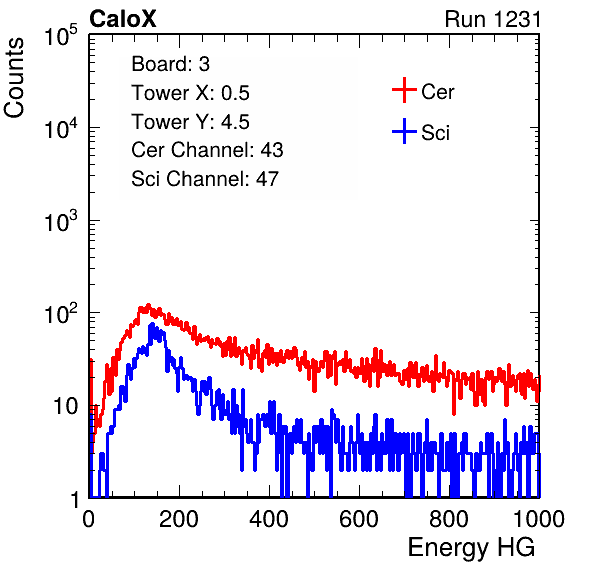 CaloX Run 1231
Counts
10^5
10^4
10^3
10^2
10
1
Board: 3
Tower X: 0.5
Tower Y: 4.5
Cer Channel: 43
Sci Channel: 47
Cer
Sci
0 200 400 600 800 1000
Energy HG